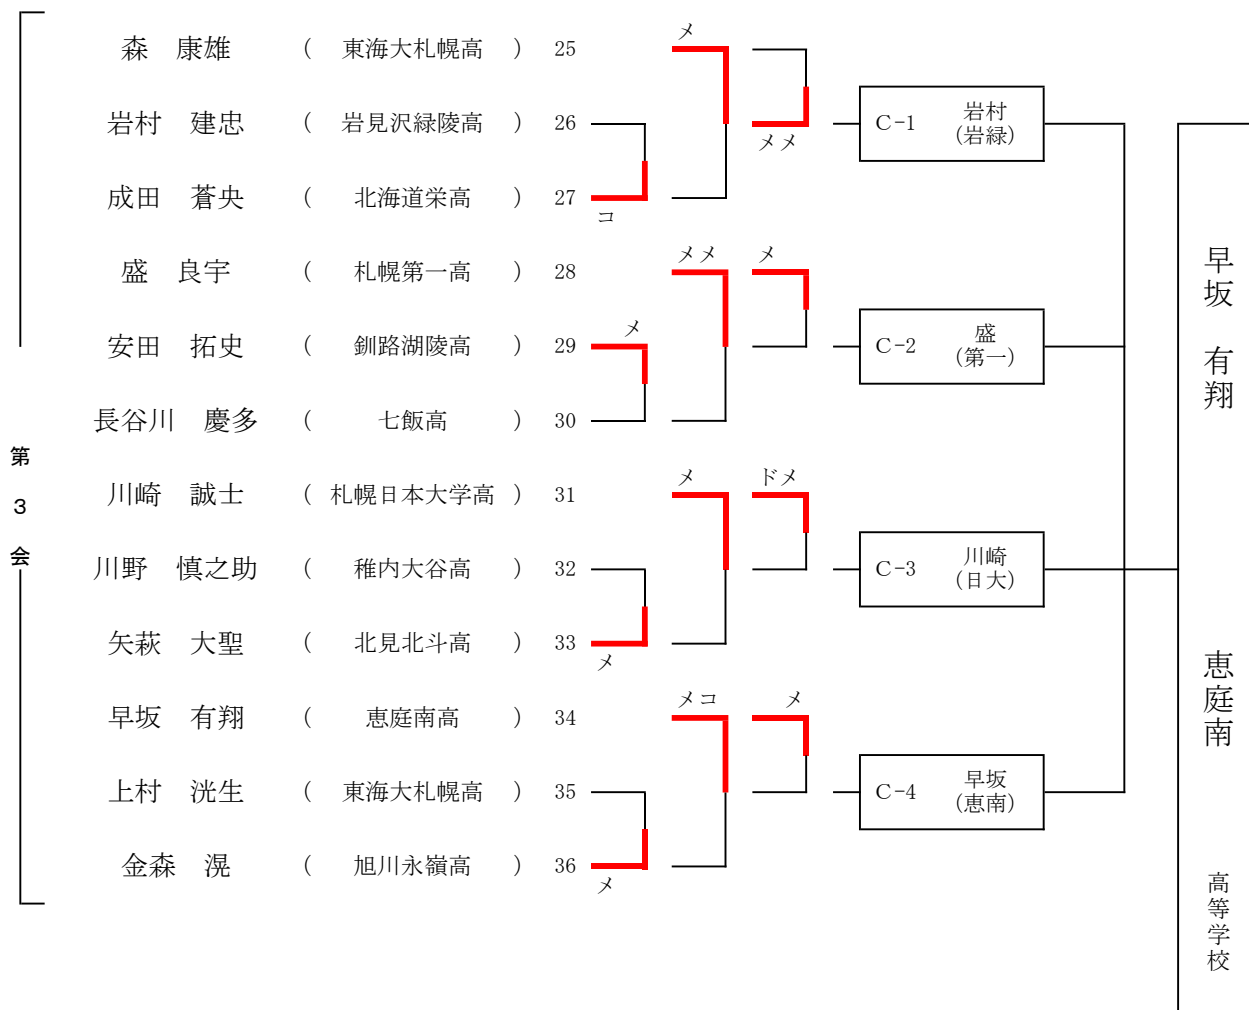 メ
森　康雄 ( 東海大札幌高 ) 25
岩村　建忠 ( 岩見沢緑陵高 ) 26
メメ
C-1 岩村
(岩緑)
成田　蒼央 ( 北海道栄高 ) 27
コ
盛　良宇 ( 札幌第一高 ) 28
メメ メ
安田　拓史 ( 釧路湖陵高 ) 29
メ
C-2 盛
(第一)
長谷川　慶多 ( 七飯高 ) 30
川崎　誠士 ( 札幌日本大学高 ) 31
メ ドメ
川野　慎之助 ( 稚内大谷高 ) 32
C-3 川崎
(日大)
矢萩　大聖 ( 北見北斗高 ) 33
メ
早坂　有翔 ( 恵庭南高 ) 34
メコ メ
上村　洸生 ( 東海大札幌高 ) 35
C-4 早坂
(恵南)
金森　滉 ( 旭川永嶺高 ) 36
メ
第3会
早坂　有翔
恵庭南
高等学校